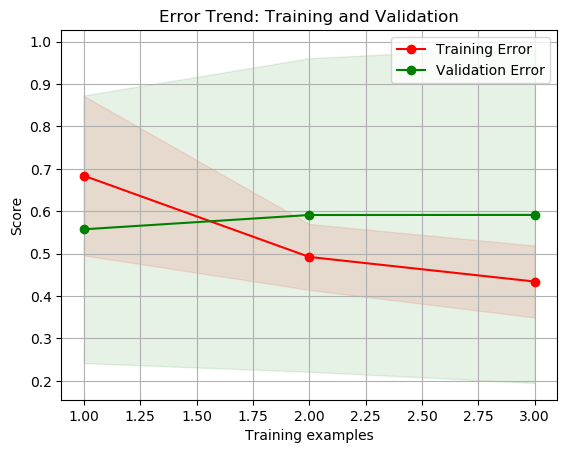 Error Trend: Training and Validation
1.0
0.9
0.8
0.7
0.6
0.5
0.4
0.3
0.2
Score
Training Error
Validation Error
1.00 1.25 1.50 1.75 2.00 2.25 2.50 2.75 3.00
Training examples